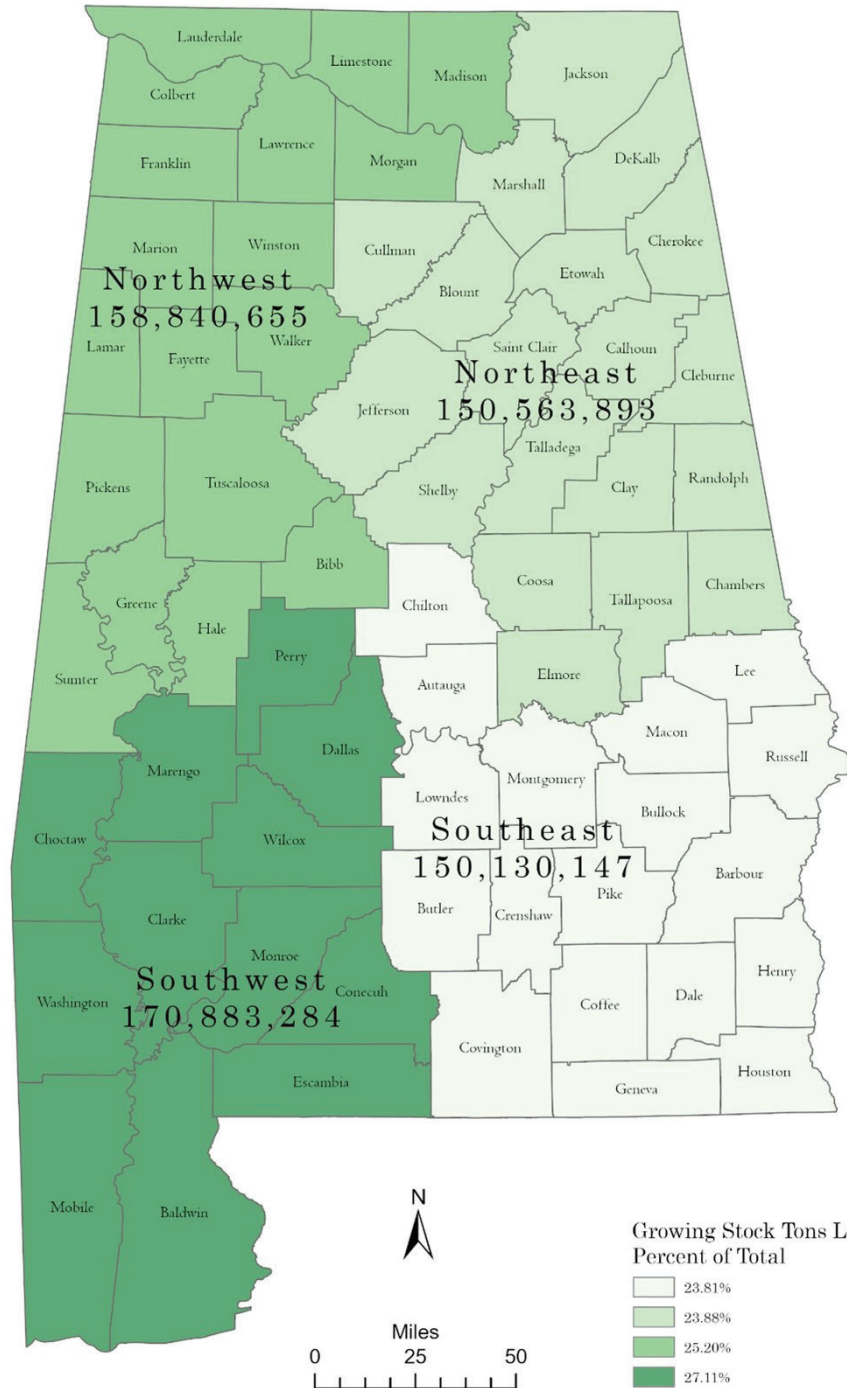 Lauderdale
Limestone
Madison
Jackson
Colbert
Lawrence
Franklin
Morgan
DeKalb
Marshall
Marion
Winston
Cullman
Cherokee
Northwest
158,840,655
Blount
Etowah
Lamar
Fayette
Walker
Saint Clair
Calhoun
Northeast
150,563,893
Cleburne
Jefferson
Talladega
Pickens
Tuscaloosa
Shelby
Clay
Randolph
Bibb
Greene
Hale
Chilton
Coosa
Tallapoosa
Chambers
Sumter
Perry
Autauga
Elmore
Lee
Marengo
Dallas
Macon
Lowndes
Montgomery
Russell
Choctaw
Wilcox
Bullock
Southeast
150,130,147
Barbour
Clarke
Butler
Crenshaw
Pike
Monroe
Southwest
170,883,284
Washington
Conecuh
Henry
Coffee
Dale
Covington
Escambia
Houston
Geneva
Mobile
Baldwin
N
Miles
0 25 50
Growing Stock Tons L
Percent of Total
23.81%
23.88%
25.20%
27.11%